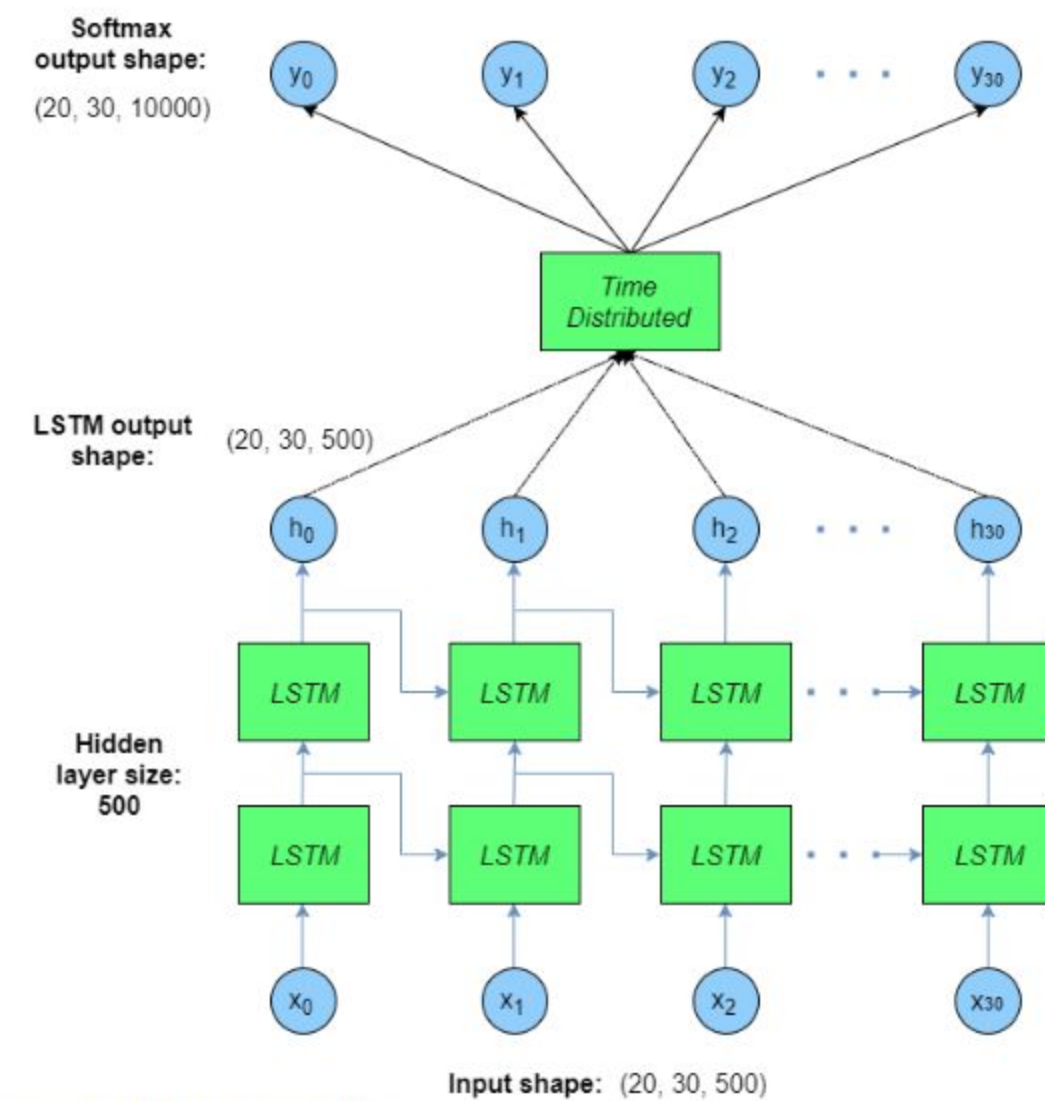 Softmax
output shape:
(20, 30, 10000)
y0
y1
y2
. . .
y30
Time
Distributed
LSTM output
shape:
(20, 30, 500)
h0
h1
h2
. . .
h30
LSTM
LSTM
LSTM
. . .
LSTM
Hidden
layer size:
500
LSTM
LSTM
LSTM
. . .
LSTM
x0
x1
x2
x30
Input shape: (20, 30, 500)